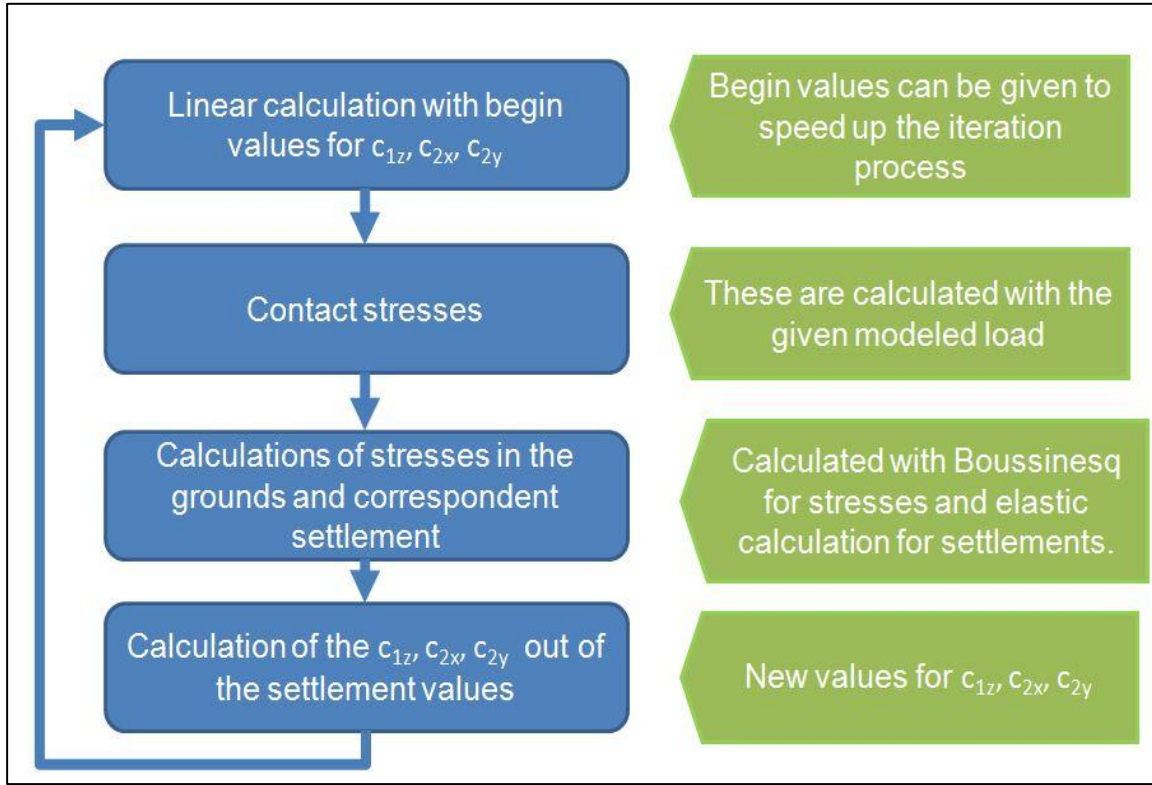 Linear calculation with begin
values for c1z, c2x, c2y
Begin values can be given to
speed up the iteration
process
Contact stresses
These are calculated with the
given modeled load
Calculations of stresses in the
grounds and correspondent
settlement
Calculated with Boussinesq
for stresses and elastic
calculation for settlements.
Calculation of the c1z, c2x, c2y out of
the settlement values
New values for c1z, c2x, c2y